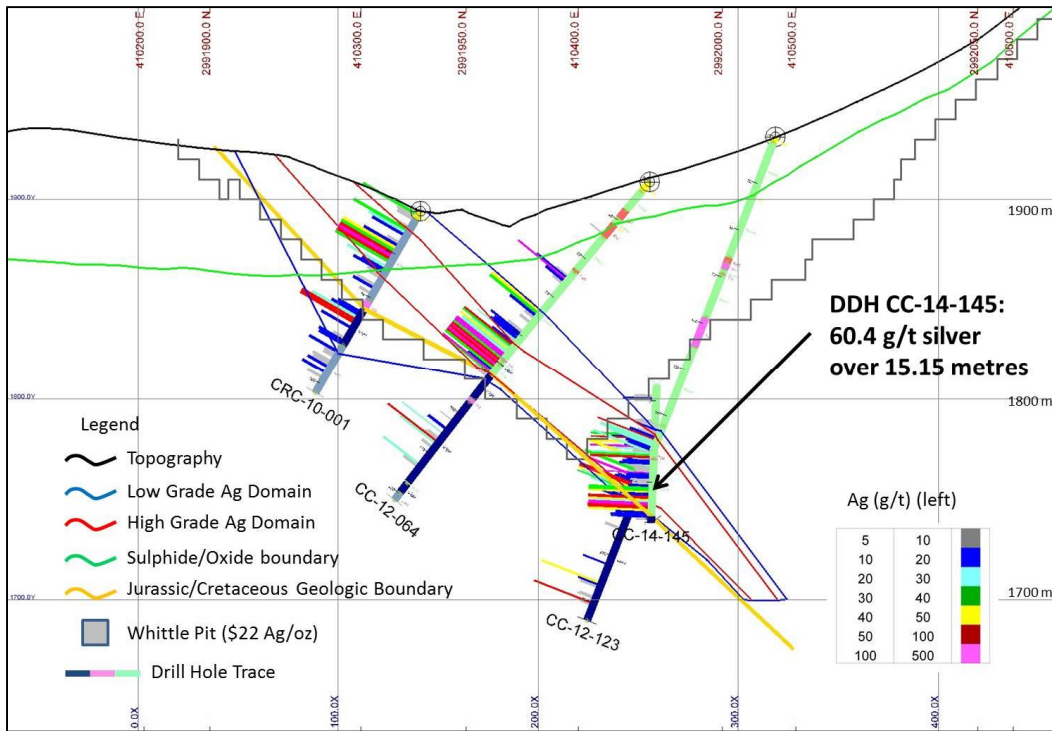 410200.0 E
2991900.0 N
410300.0 E
2991950.0 N
410400.0 E
2992000.0 N
410500.0 E
2992050.0 N
410600.0 E
1900.0Y
1900 m
DDH CC-14-145:
60.4 g/t silver
over 15.15 metres
CRC-10-001
1800.0Y
1800 m
Legend
Topography
Low Grade Ag Domain
High Grade Ag Domain
Sulphide/Oxide boundary
Jurassic/Cretaceous Geologic Boundary
Whittle Pit ($22 Ag/oz)
Drill Hole Trace
CC-12-064
CC-14-145
CC-12-123
1700.0Y
1700 m
Ag (g/t) (left)
5 10
10 20
20 30
30 40
40 50
50 100
100 500
0.0X
100.0X
200.0X
300.0X
400.0X